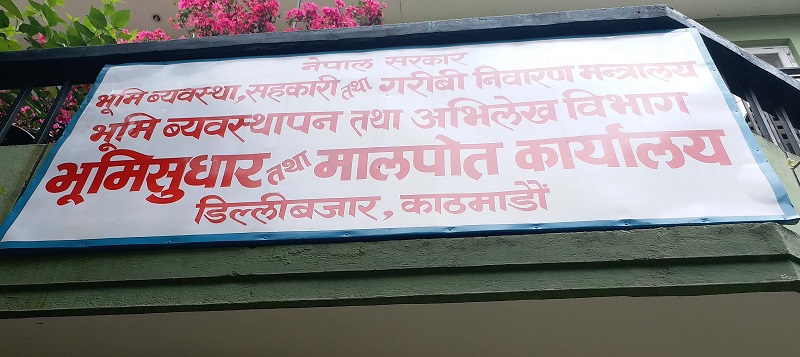 नेपाल सरकार
भूमि ब्यवस्था, सहकारी तथा गरीबी निवारण मन्त्रालय
भूमि ब्यवस्थापन तथा अभिलेख विभाग
भूमिसुधार तथा मालपोत कार्यालय
डिल्लीबजार, काठमाडौं